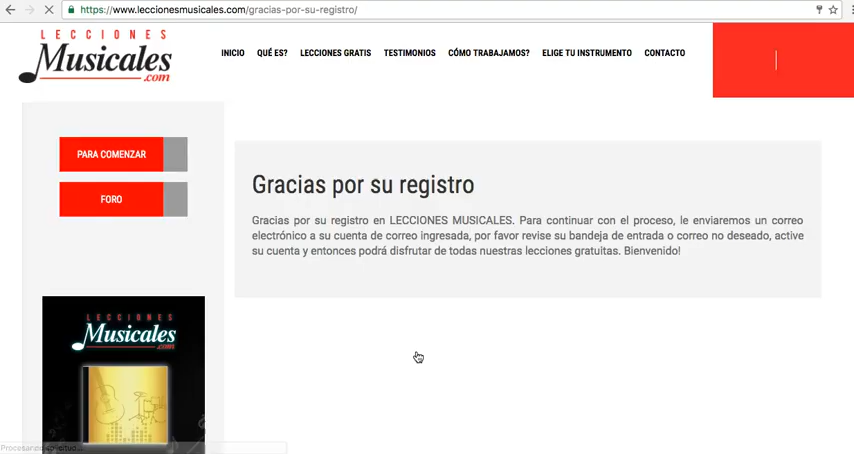 https://www.leccionesmusicales.com/gracias-por-su-registro/
LECCIONES
Musicales
.com
INICIO QUÉ ES? LECCIONES GRATIS TESTIMONIOS CÓMO TRABAJAMOS? ELIGE TU INSTRUMENTO CONTACTO
PARA COMENZAR
FORO
Gracias por su registro
Gracias por su registro en LECCIONES MUSICALES. Para continuar con el proceso, le enviaremos un correo
electrónico a su cuenta de correo ingresada, por favor revise su bandeja de entrada o correo no deseado, active
su cuenta y entonces podrá disfrutar de todas nuestras lecciones gratuitas. Bienvenido!
LECCIONES
Musicales
.com